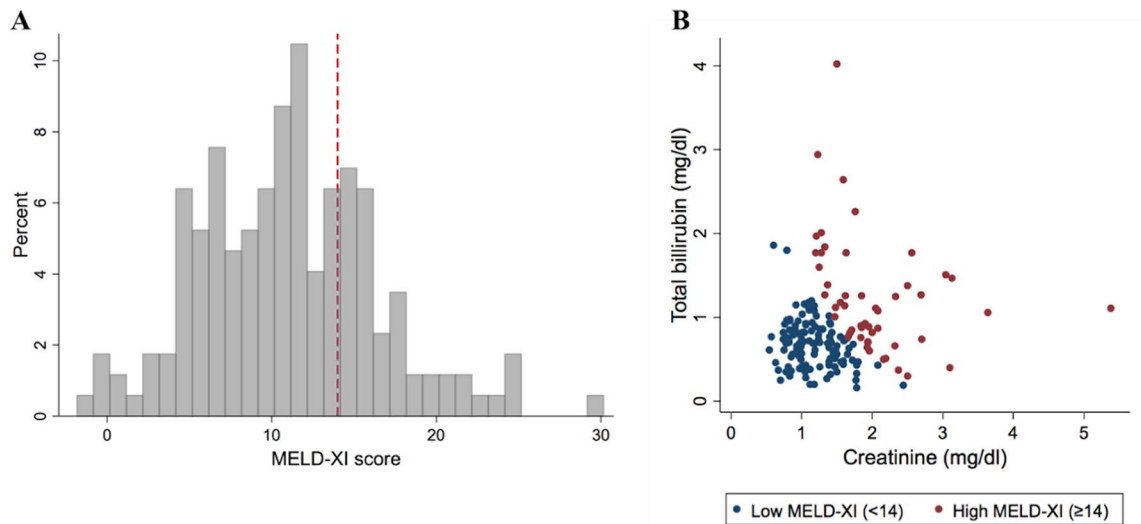 A
Percent
10
8
6
4
2
0
0 10 20 30
MELD-XI score
B
Total billirubin (mg/dl)
4
3
2
1
0
0 1 2 3 4 5
Creatinine (mg/dl)
Low MELD-XI (<14) High MELD-XI (≥14)